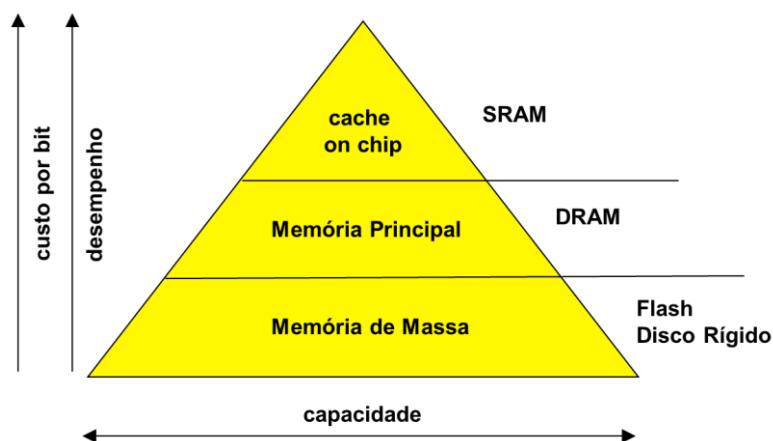 custo por bit
desempenho
cache
on chip
SRAM
Memória Principal
DRAM
Memória de Massa
Flash
Disco Rígido
capacidade